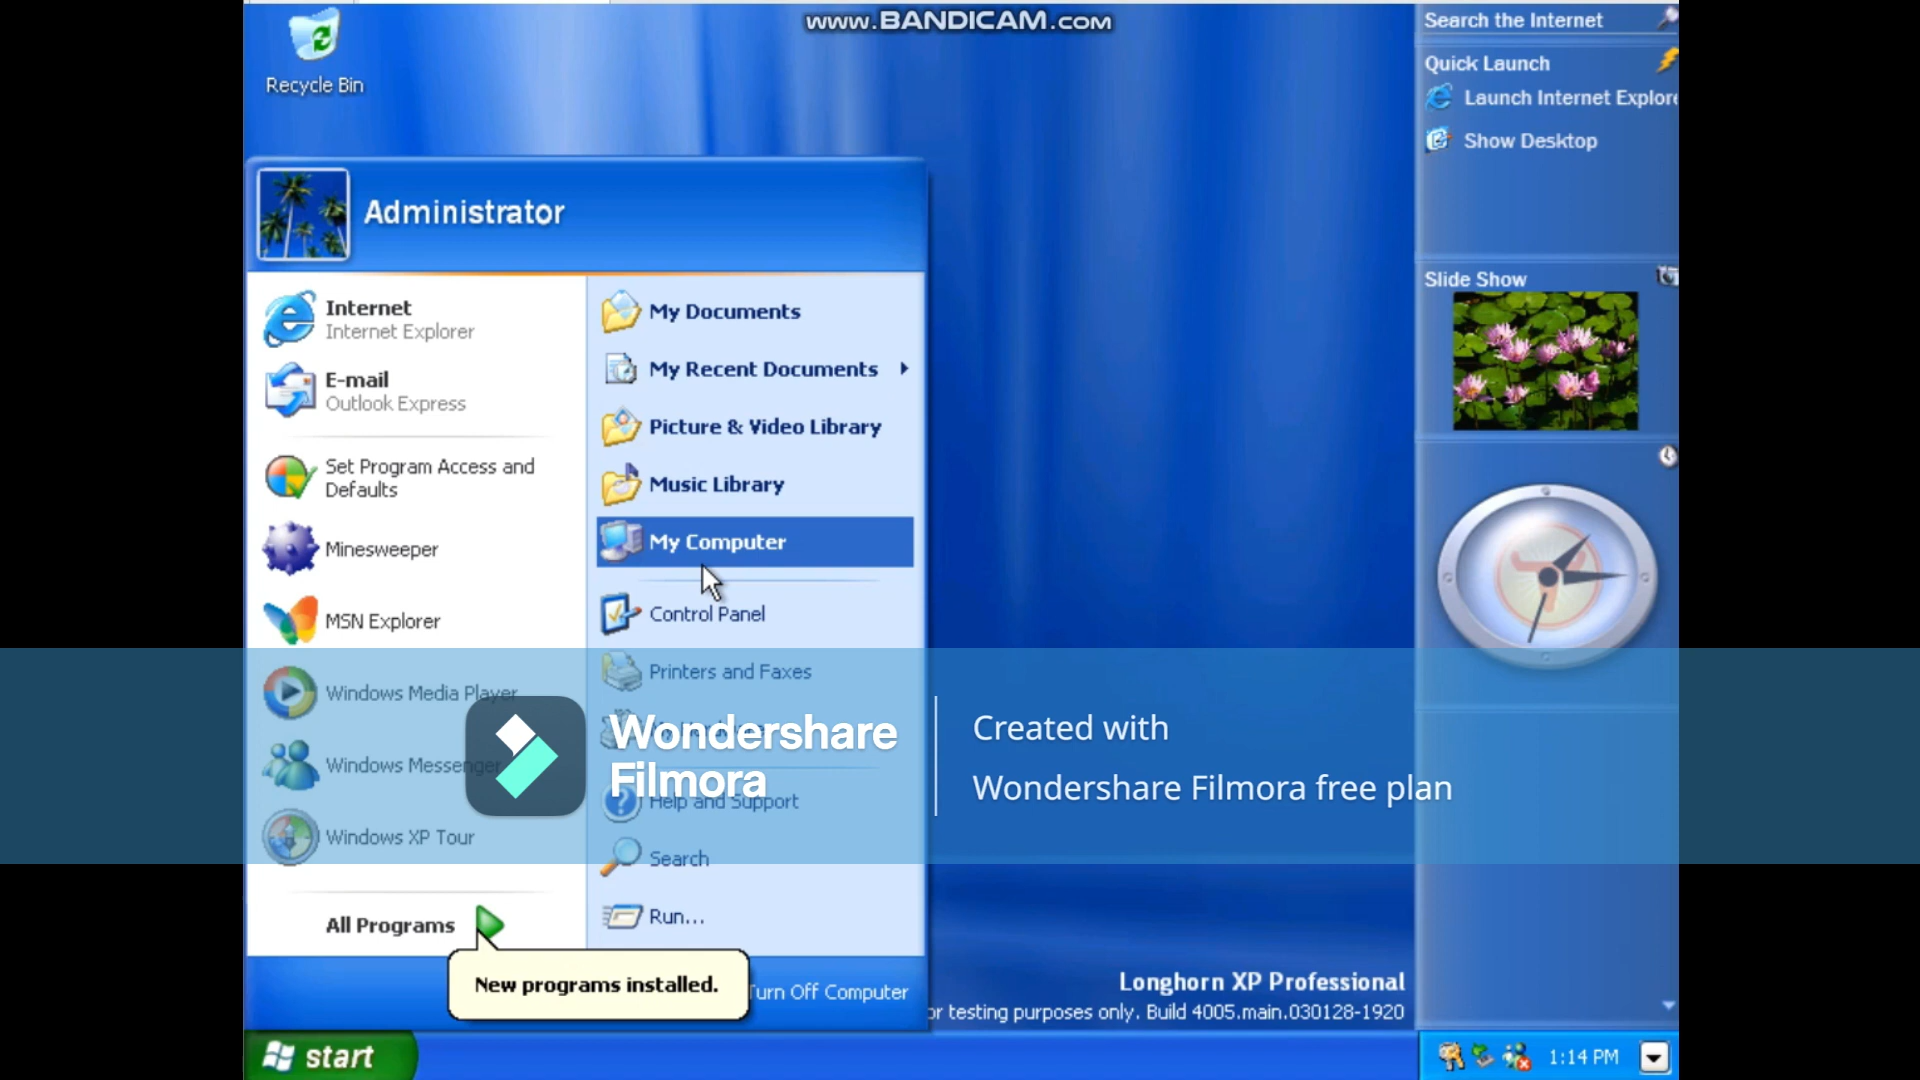 www.BANDICAM.com
Recycle Bin
Search the Internet
Quick Launch
Launch Internet Explore
Show Desktop
Administrator
Slide Show
Internet
Internet Explorer
E-mail
Outlook Express
Set Program Access and
Defaults
Minesweeper
MSN Explorer
Windows Media Player
Windows Messenger
Windows XP Tour
All Programs
My Documents
My Recent Documents
Picture & Video Library
Music Library
My Computer
Control Panel
Printers and Faxes
Help and Support
Search
Run...
Wondershare
Filmora
Created with
Wondershare Filmora free plan
New programs installed.
Turn Off Computer
Longhorn XP Professional
testing purposes only. Build 4005.main.030128-1920
start
1:14 PM